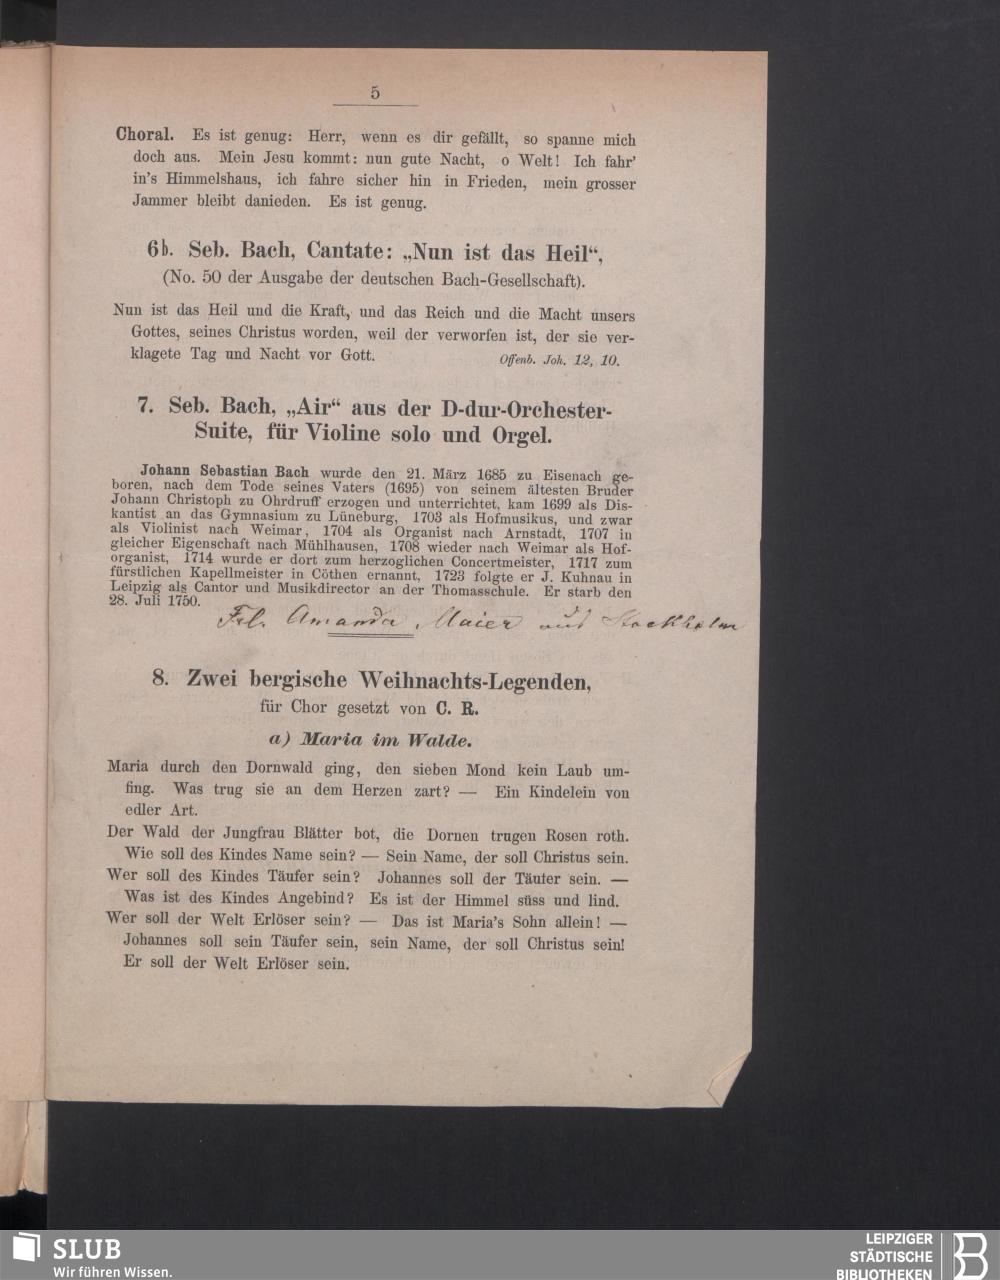 5
Choral. Es ist genug: Herr, wenn es dir gefällt, so spanne mich
doch aus. Mein Jesu kommt: nun gute Nacht, o Welt! Ich fahr'
in's Himmelshaus, ich fahre sicher hin in Frieden, mein grosser
Jammer bleibt danieden. Es ist genug.
6b. Seb. Bach, Cantate: „Nun ist das Heil“,
(No. 50 der Ausgabe der deutschen Bach-Gesellschaft).
Nun ist das Heil und die Kraft, und das Reich und die Macht unsers
Gottes, seines Christus worden, weil der verworfen ist, der sie ver-
klagete Tag und Nacht vor Gott.
Offenb. Joh. 12, 10.
7. Seb. Bach, „Air“ aus der D-dur-Orchester-
Suite, für Violine solo und Orgel.
Johann Sebastian Bach wurde den 21. März 1685 zu Eisenach ge-
boren, nach dem Tode seines Vaters (1695) von seinem ältesten Bruder
Johann Christoph zu Ohrdruff erzogen und unterrichtet, kam 1699 als Dis-
kantist an das Gymnasium zu Lüneburg, 1703 als Hofmusikus, und zwar
als Violinist nach Weimar, 1704 als Organist nach Arnstadt, 1707 in
gleicher Eigenschaft nach Mühlhausen, 1708 wieder nach Weimar als Hof-
organist, 1714 wurde er dort zum herzoglichen Concertmeister, 1717 zum
fürstlichen Kapellmeister in Cöthen ernannt, 1723 folgte er J. Kuhnau in
Leipzig als Cantor und Musikdirector an der Thomasschule. Er starb den
28. Juli 1750.
Frl. Amanda Maier aus Stockholm
8. Zwei bergische Weihnachts-Legenden,
für Chor gesetzt von C. R.
a) Maria im Walde.
Maria durch den Dornwald ging, den sieben Mond kein Laub um-
fing. Was trug sie an dem Herzen zart? — Ein Kindelein von
edler Art.
Der Wald der Jungfrau Blätter bot, die Dornen trugen Rosen roth.
Wie soll des Kindes Name sein? — Sein Name, der soll Christus sein.
Wer soll des Kindes Täufer sein? Johannes soll der Täufer sein. —
Was ist des Kindes Angebind? Es ist der Himmel süss und lind.
Wer soll der Welt Erlöser sein? — Das ist Maria's Sohn allein! —
Johannes soll sein Täufer sein, sein Name, der soll Christus sein!
Er soll der Welt Erlöser sein.
SLUB
Wir führen Wissen.
LEIPZIGER
STÄDTISCHE
BIBLIOTHEKEN